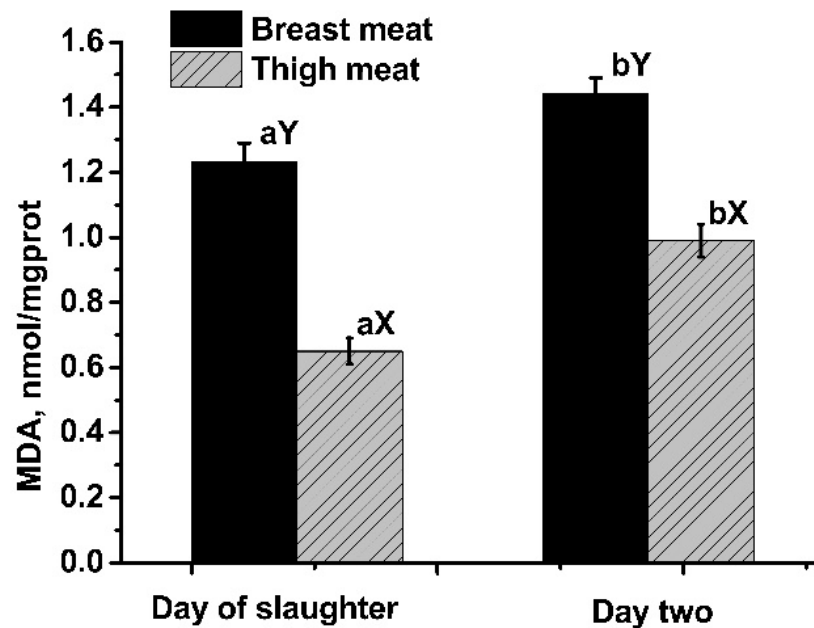 Breast meat
Thigh meat
1.6
1.4
1.2
1.0
0.8
0.6
0.4
0.2
0.0
MDA, nmol/mgprot
aY
aX
bY
bX
Day of slaughter
Day two